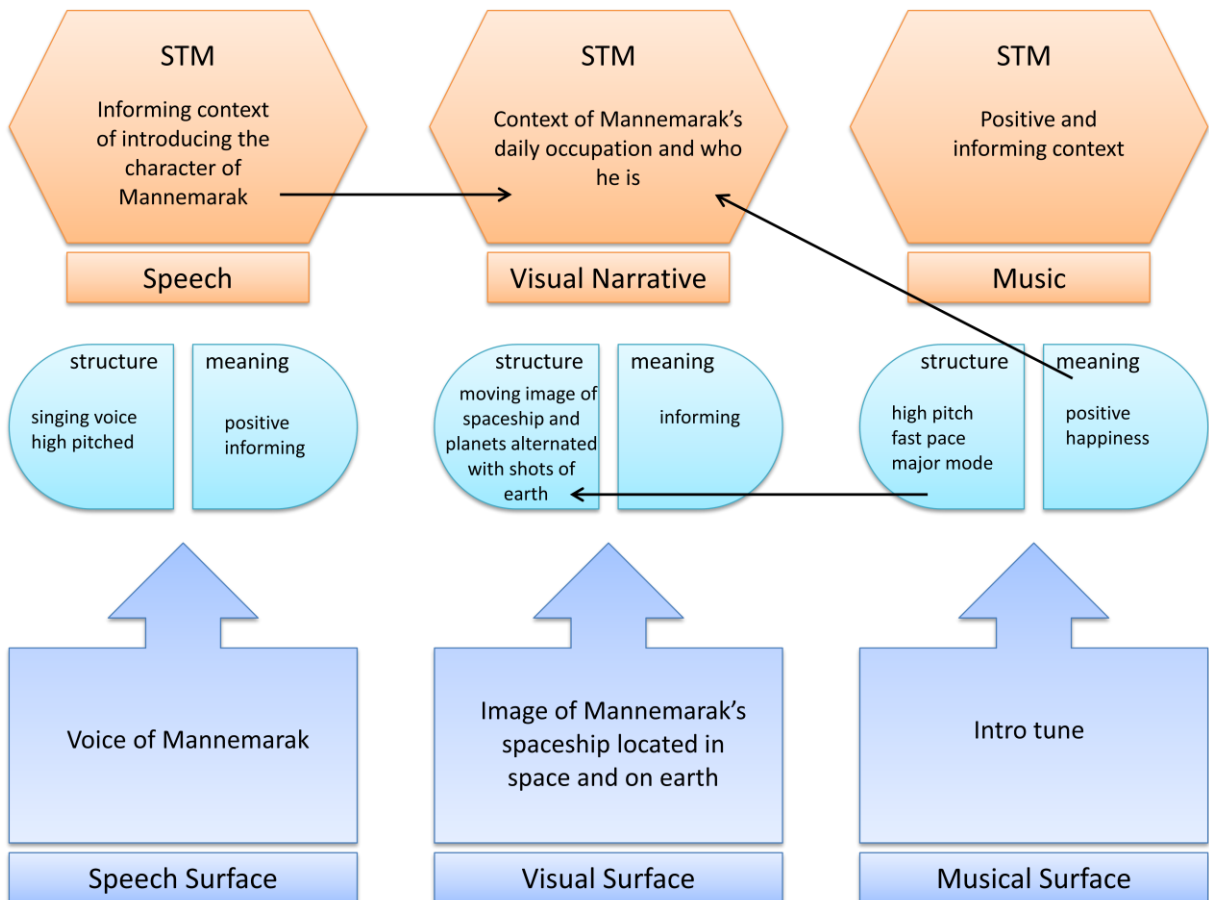 STM
Informing context
of introducing the
character of
Mannemarak
STM
Context of Mannemarak’s
daily occupation and who
he is
STM
Positive and
informing context
Speech
Visual Narrative
Music
structure
singing voice
high pitched
meaning
positive
informing
structure
moving image of
spaceship and
planets alternated
with shots of
earth
meaning
informing
structure
high pitch
fast pace
major mode
meaning
positive
happiness
Voice of Mannemarak
Image of Mannemarak’s
spaceship located in
space and on earth
Intro tune
Speech Surface
Visual Surface
Musical Surface